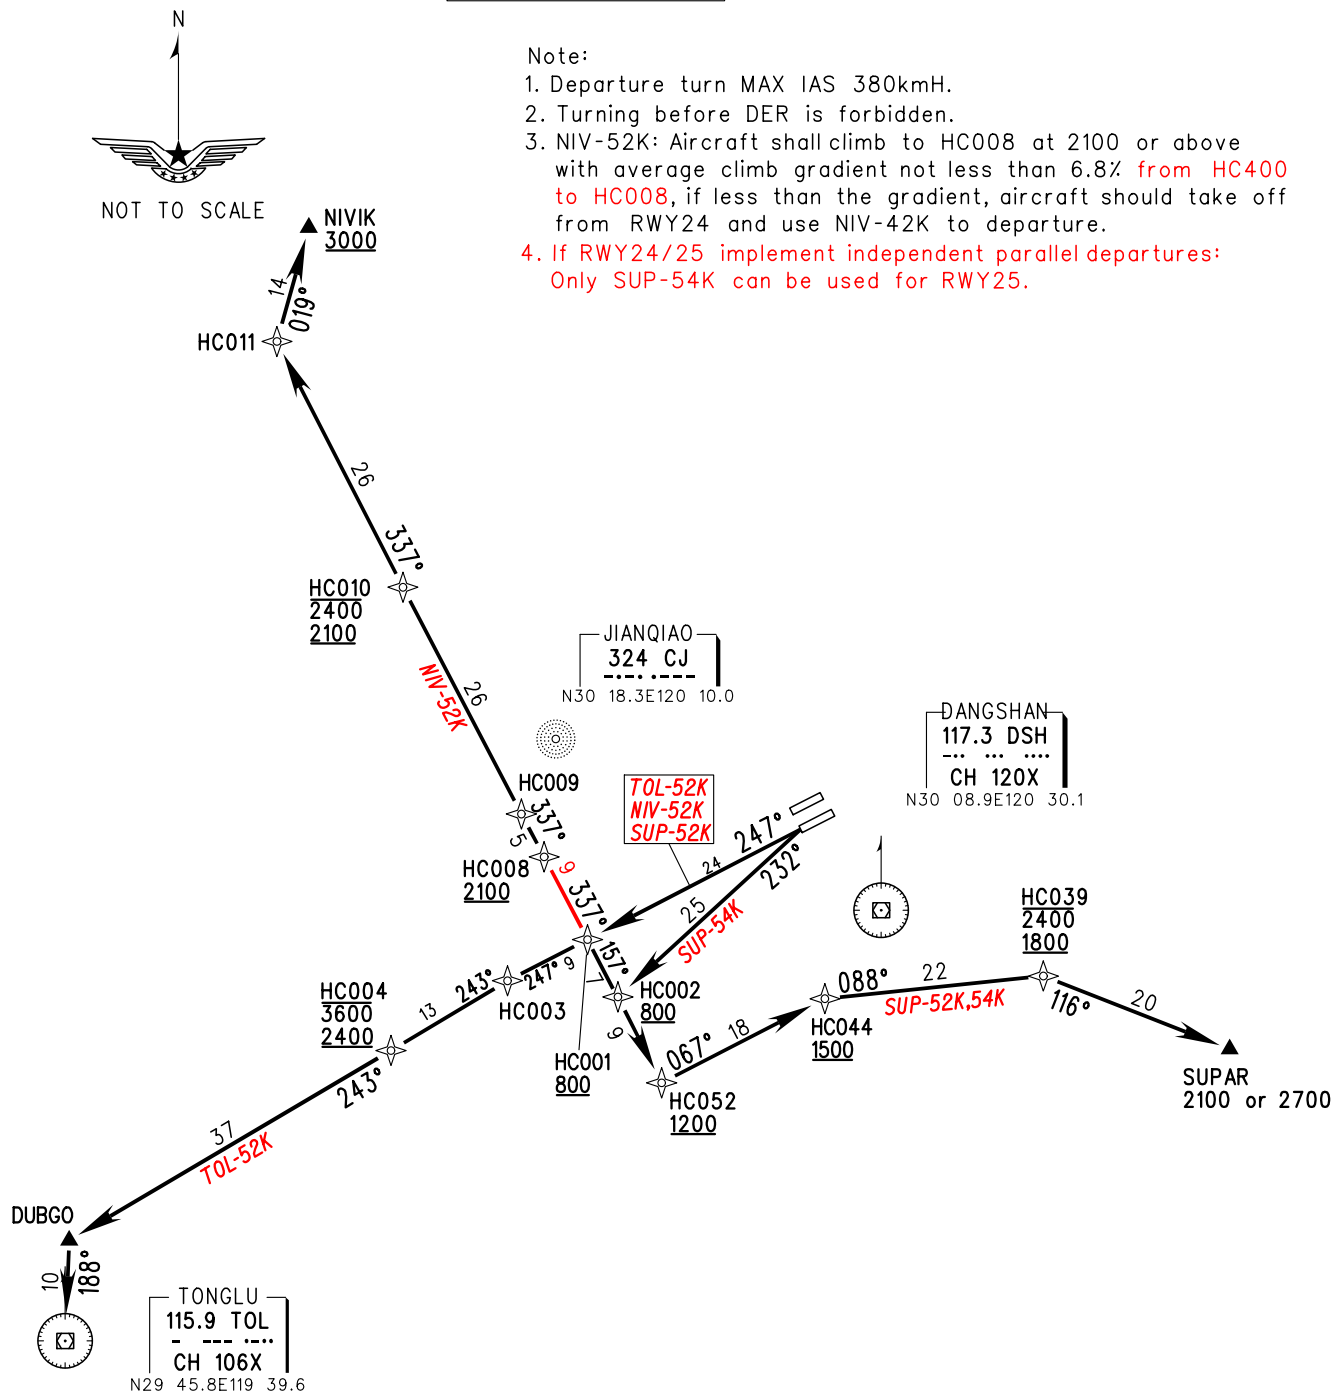 N
NOT TO SCALE
Note:
1. Departure turn MAX IAS 380kmH.
2. Turning before DER is forbidden.
3. NIV-52K: Aircraft shall climb to HC008 at 2100 or above
with average climb gradient not less than 6.8% from HC400
to HC008, if less than the gradient, aircraft should take off
from RWY24 and use NIV-42K to departure.
4. If RWY24/25 implement independent parallel departures:
Only SUP-54K can be used for RWY25.
NIVIK
3000
14
019°
HC011
26
337°
HC010
2400
2100
NIV-52K
26
JIANQIAO
324 CJ
N30 18.3E120 10.0
DANGSHAN
117.3 DSH
CH 120X
N30 08.9E120 30.1
HC009
337°
5
HC008
2100
9
337°
TOL-52K
NIV-52K
SUP-52K
247°
24
232°
25
SUP-54K
157°
7
HC002
800
9
247°
HC003
243°
13
HC004
3600
2400
243°
HC001
800
9
067°
18
HC052
1200
HC044
1500
088°
22
SUP-52K,54K
HC039
2400
1800
116°
20
SUPAR
2100 or 2700
37
TOL-52K
DUBGO
10
188°
TONGLU
115.9 TOL
CH 106X
N29 45.8E119 39.6